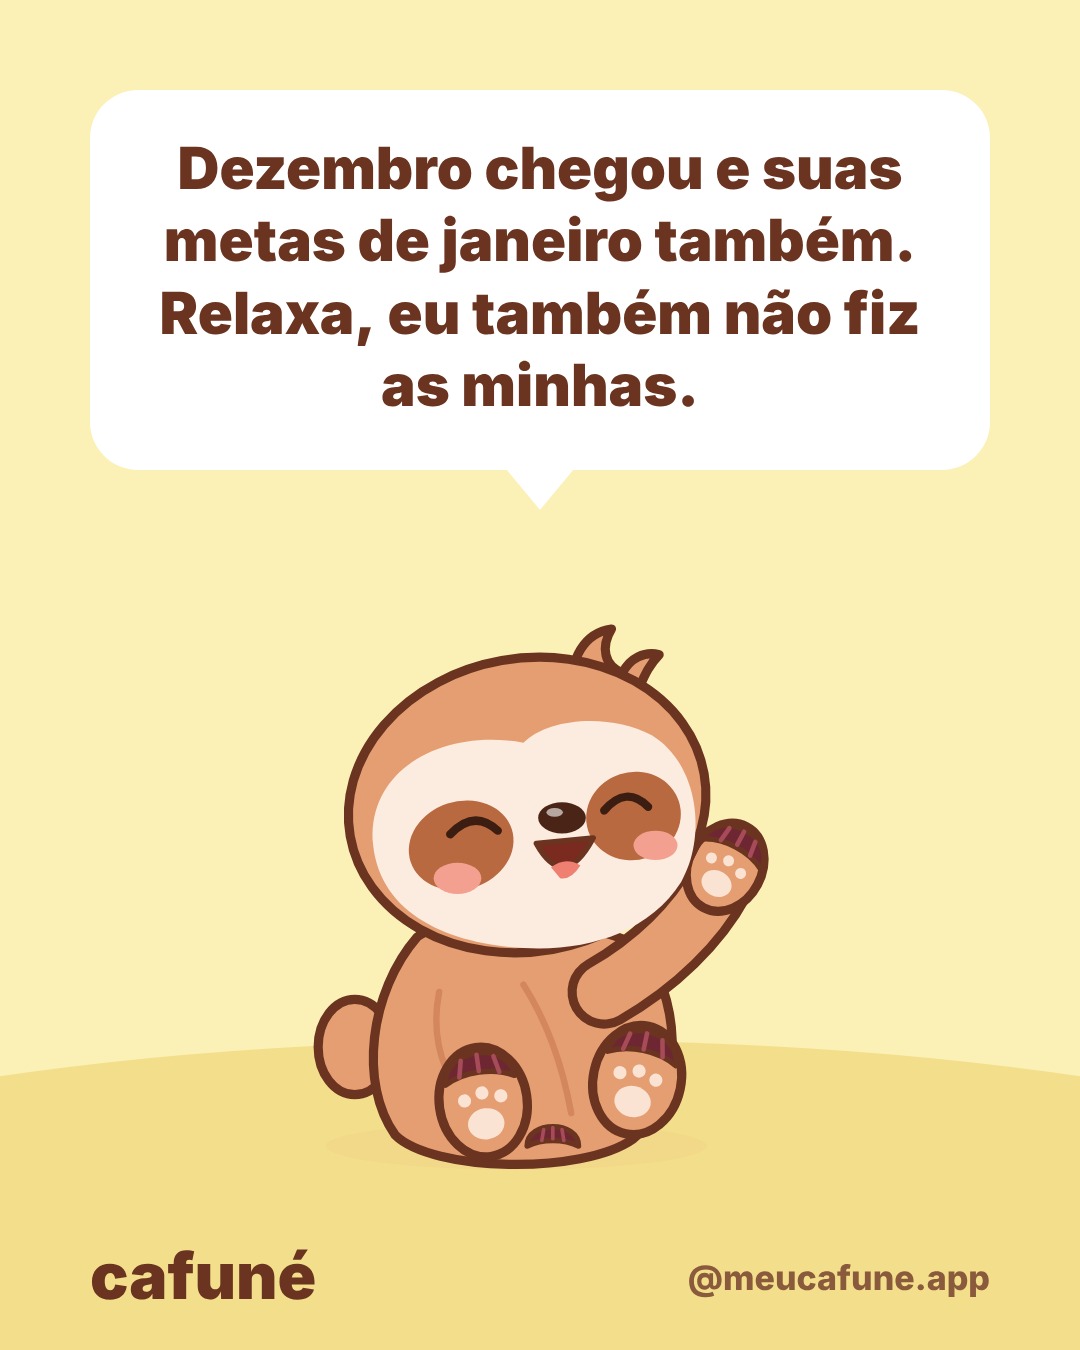 Dezembro chegou e suas
metas de janeiro também.
Relaxa, eu também não fiz
as minhas.
cafuné
@meucafune.app